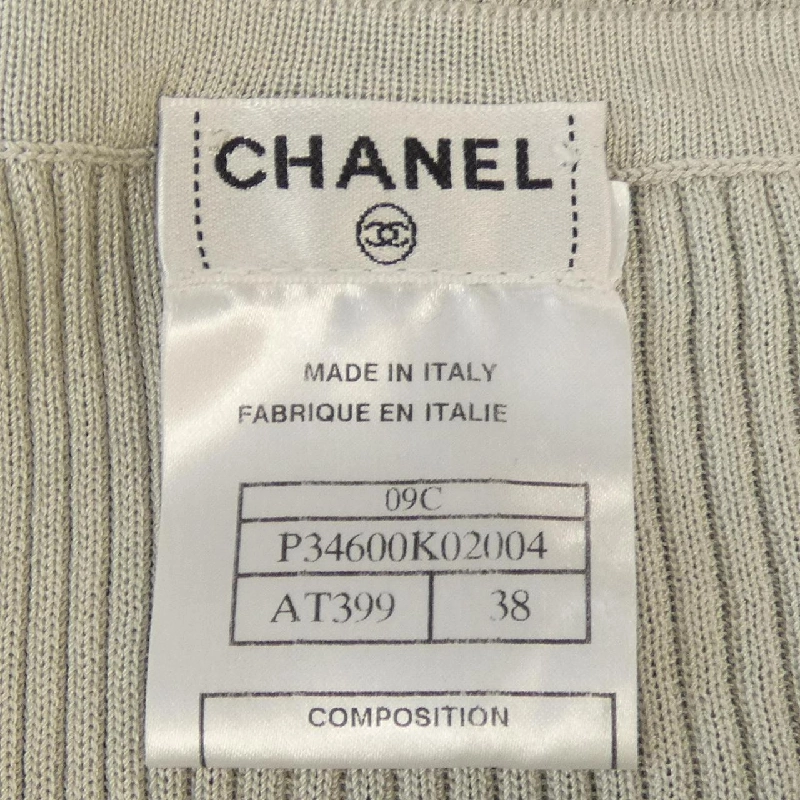 CHANEL
MADE IN ITALY
FABRIQUE EN ITALIE
09C
P34600K02004
AT399 38
COMPOSITION